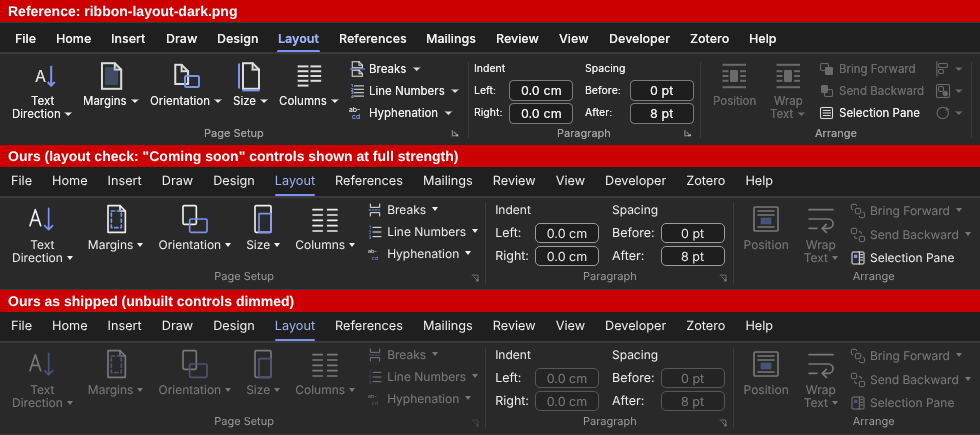 Reference: ribbon-layout-dark.png
File Home Insert Draw Design Layout References Mailings Review View Developer Zotero Help
A Text Direction Margins Orientation Size Columns
Breaks
Line Numbers
ab-cd Hyphenation
Page Setup
Indent Spacing
Left: 0.0 cm Before: 0 pt
Right: 0.0 cm After: 8 pt
Paragraph
Position Wrap Text
Bring Forward
Send Backward
Selection Pane
Arrange
Ours (layout check: "Coming soon" controls shown at full strength)
File Home Insert Draw Design Layout References Mailings Review View Developer Zotero Help
A Text Direction Margins Orientation Size Columns
Breaks
Line Numbers
ab-cd Hyphenation
Page Setup
Indent Spacing
Left: 0.0 cm Before: 0 pt
Right: 0.0 cm After: 8 pt
Paragraph
Position Wrap Text
Bring Forward
Send Backward
Selection Pane
Arrange
Ours as shipped (unbuilt controls dimmed)
File Home Insert Draw Design Layout References Mailings Review View Developer Zotero Help
A Text Direction Margins Orientation Size Columns
Breaks
Line Numbers
ab-cd Hyphenation
Page Setup
Indent Spacing
Left: 0.0 cm Before: 0 pt
Right: 0.0 cm After: 8 pt
Paragraph
Position Wrap Text
Bring Forward
Send Backward
Selection Pane
Arrange